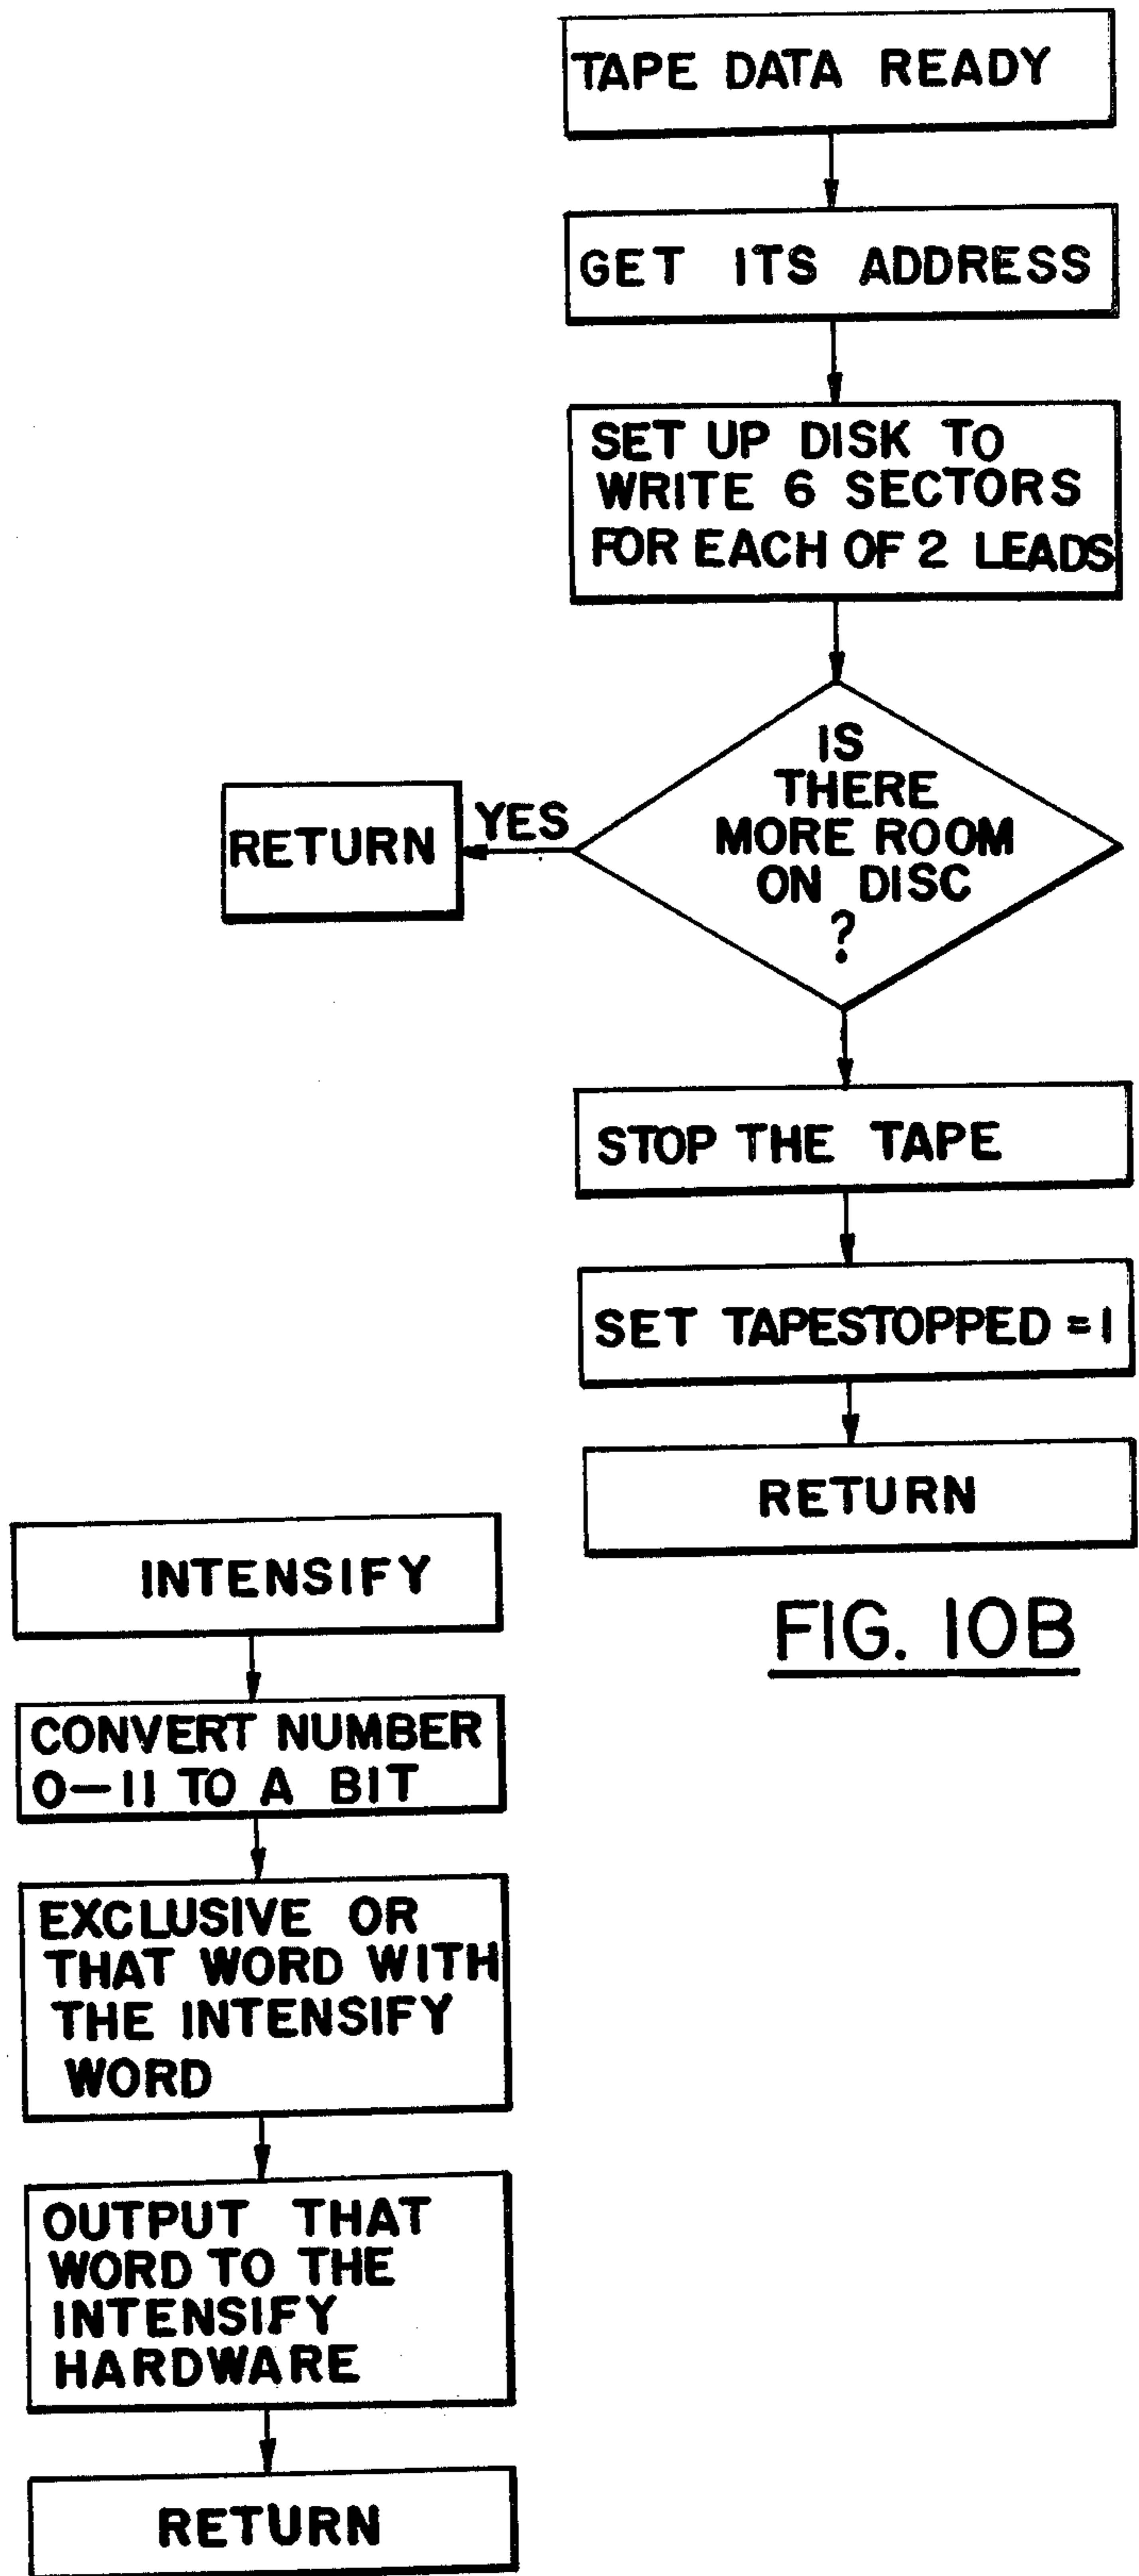 TAPE DATA READY
GET ITS ADDRESS
SET UP DISK TO
WRITE 6 SECTORS
FOR EACH OF 2 LEADS
IS
THERE
MORE ROOM
ON DISC
?
YES
RETURN
STOP THE TAPE
SET TAPESTOPPED = 1
RETURN
FIG. 10B
INTENSIFY
CONVERT NUMBER
0-11 TO A BIT
EXCLUSIVE OR
THAT WORD WITH
THE INTENSIFY
WORD
OUTPUT THAT
WORD TO THE
INTENSIFY
HARDWARE
RETURN